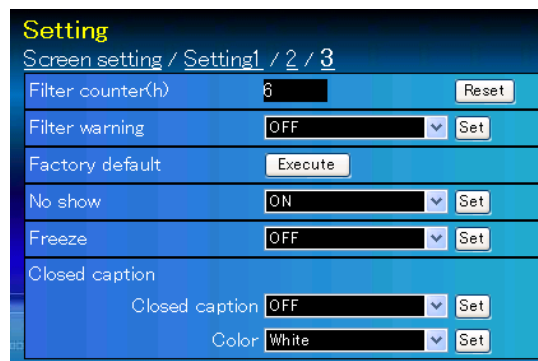 Setting
Screen setting / Setting1 / 2 / 3
Filter counter(h) 6 Reset
Filter warning OFF Set
Factory default Execute
No show ON Set
Freeze OFF Set
Closed caption
Closed caption OFF Set
Color White Set